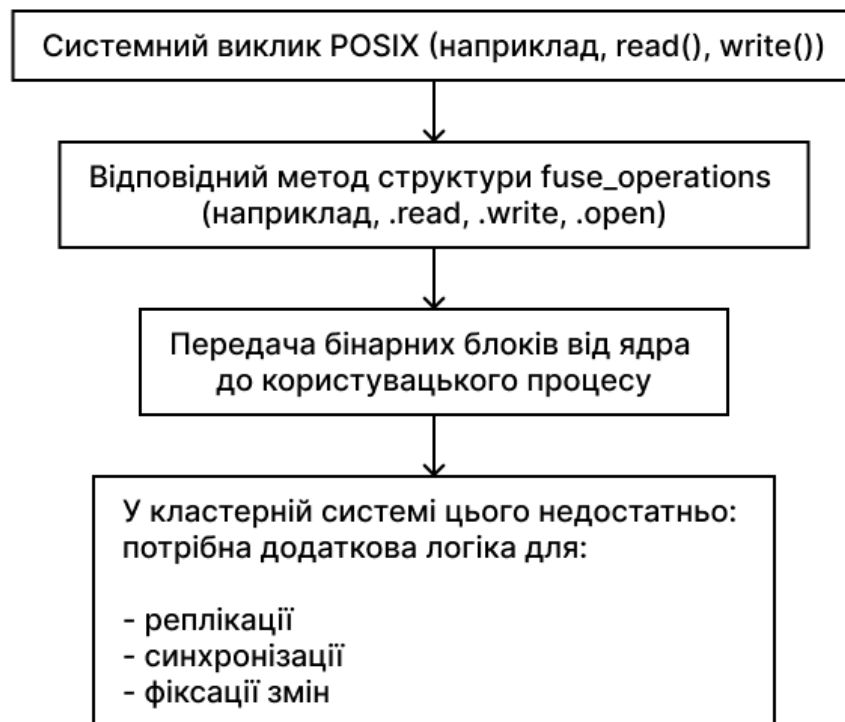 Системний виклик POSIX (наприклад, read(), write())
Відповідний метод структури fuse_operations
(наприклад, .read, .write, .open)
Передача бінарних блоків від ядра
до користувацького процесу
У кластерній системі цього недостатньо:
потрібна додаткова логіка для:
- реплікації
- синхронізації
- фіксації змін